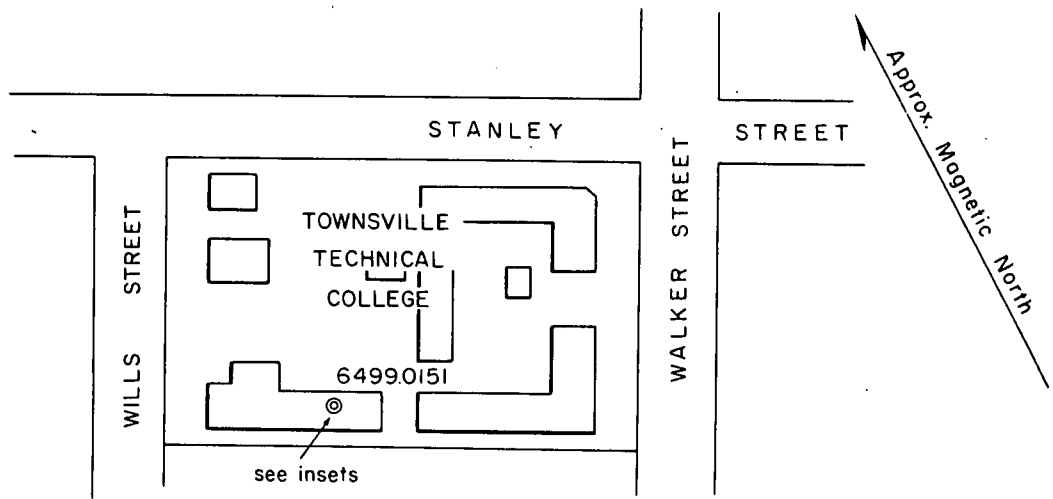 STANLEY STREET
WILLS STREET
WALKER STREET
TOWNSVILLE
TECHNICAL
COLLEGE
6499.0151
see insets
Approx. Magnetic North